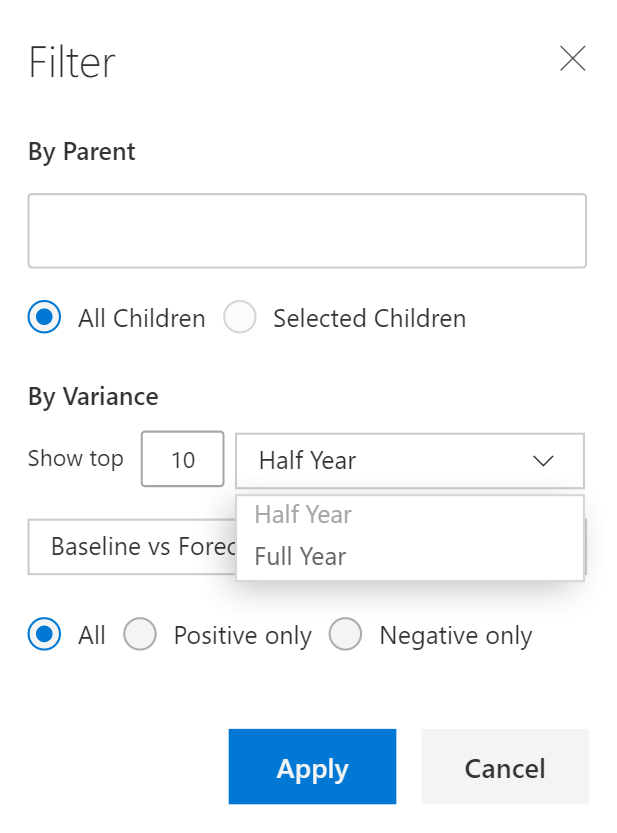 Filter
By Parent
All Children Selected Children
By Variance
Show top 10 Half Year
Half Year
Baseline vs
Full Year
All Positive only Negative only
Apply Cancel